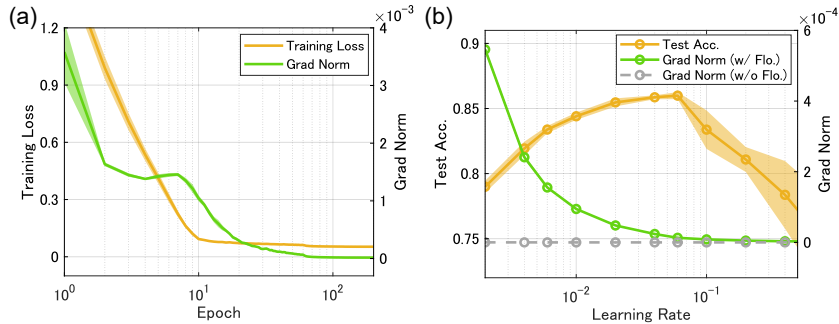 (a)
×10⁻³
1.2
0.9
0.6
0.3
0
4
3
2
1
0
Training Loss
Grad Norm
Training Loss
Grad Norm
10⁰
10¹
10²
Epoch
(b)
×10⁻⁴
0.9
0.85
0.8
0.75
6
4
2
0
Test Acc.
Grad Norm
Test Acc.
Grad Norm (w/ Flo.)
Grad Norm (w/o Flo.)
10⁻²
10⁻¹
Learning Rate